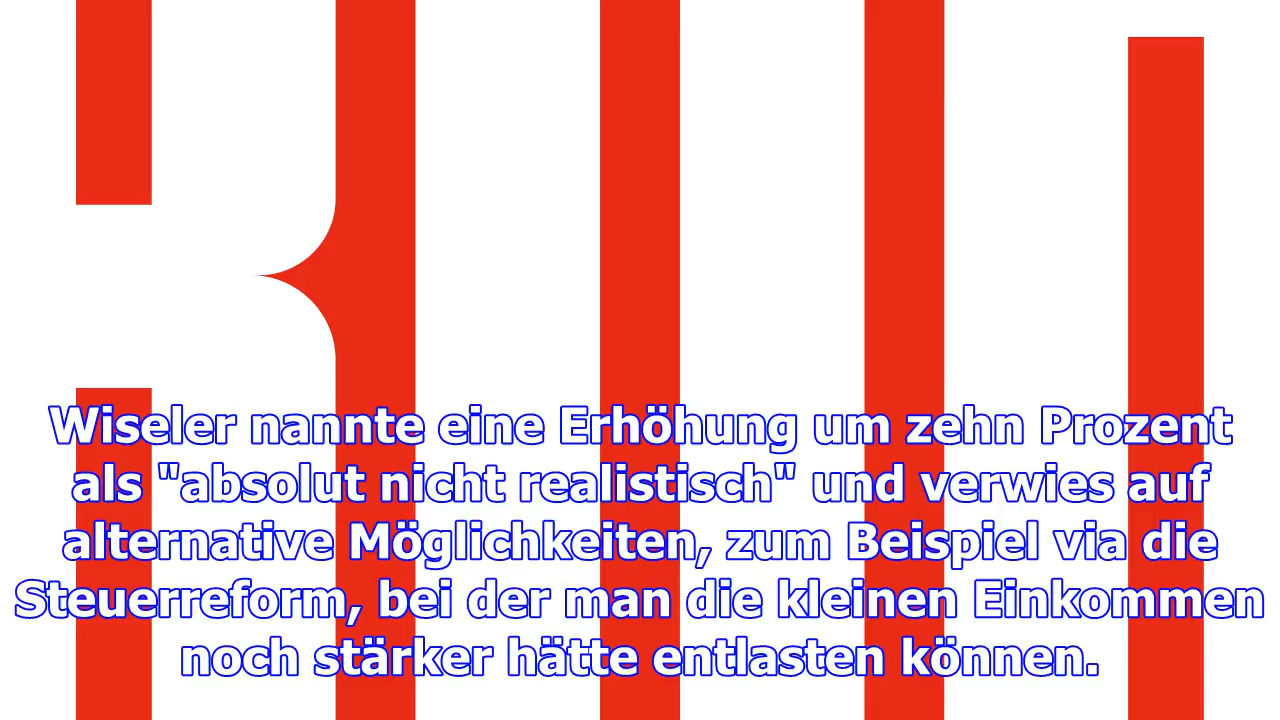 Wiseler nannte eine Erhöhung um zehn Prozent
als "absolut nicht realistisch" und verwies auf
alternative Möglichkeiten, zum Beispiel via die
Steuerreform, bei der man die kleinen Einkommen
noch stärker hätte entlasten können.